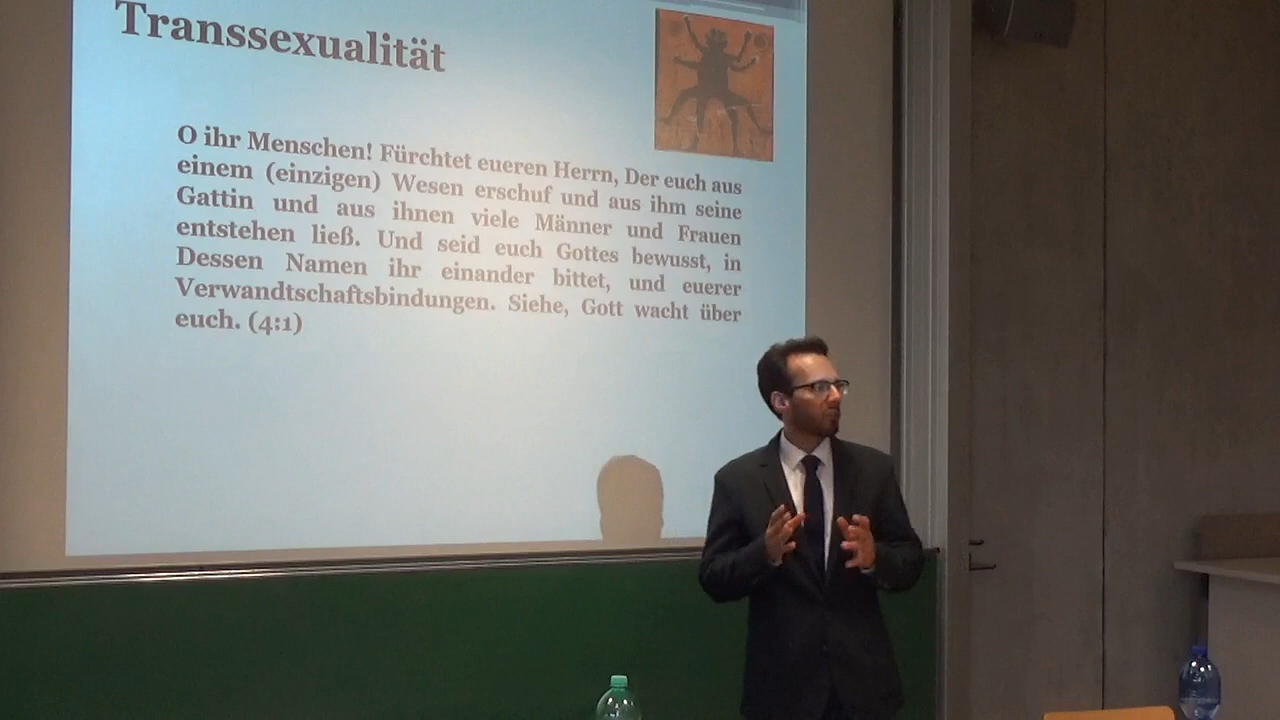 Transsexualität
O ihr Menschen! Fürchtet eueren Herrn, Der euch aus
einem (einzigen) Wesen erschuf und aus ihm seine
Gattin und aus ihnen viele Männer und Frauen
entstehen ließ. Und seid euch Gottes bewusst, in
Dessen Namen ihr einander bittet, und euerer
Verwandtschaftsbindungen. Siehe, Gott wacht über
euch. (4:1)